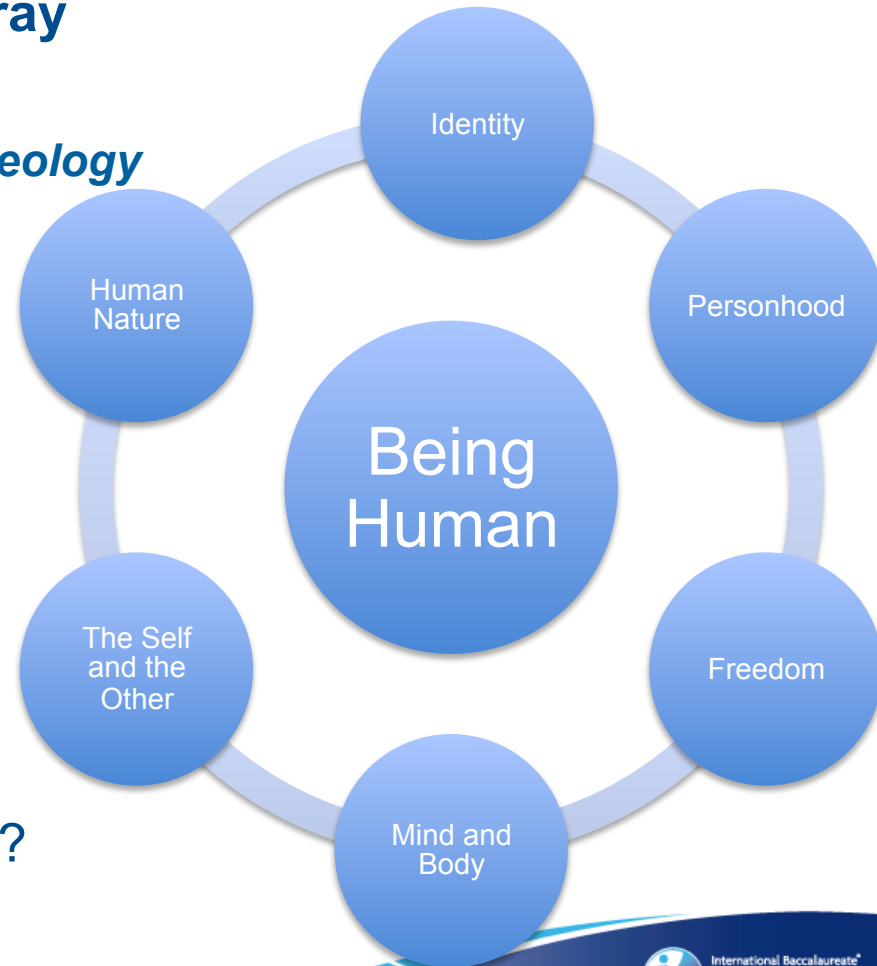 ray
eology
Identity
Personhood
Freedom
Mind and
Body
The Self
and the
Other
Human
Nature
Being
Human
?
International Baccalaureate®